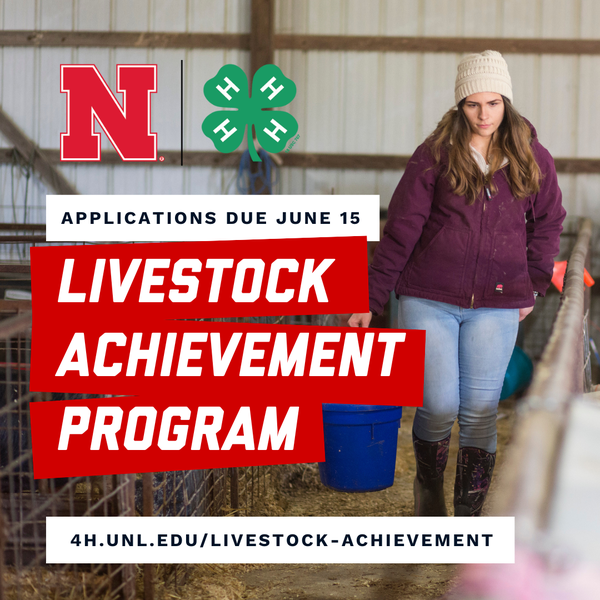 N
H H
H H
APPLICATIONS DUE JUNE 15
LIVESTOCK
ACHIEVEMENT
PROGRAM
4H.UNL.EDU/LIVESTOCK-ACHIEVEMENT